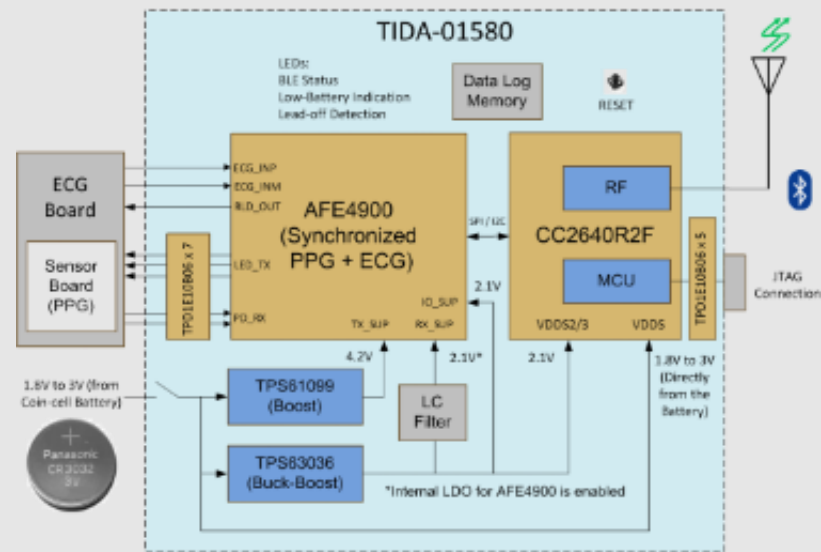 TIDA-01580
LEDs:
BLE Status
Low-Battery Indication
Lead-off Detection
Data Log
Memory
RESET
ECG
Board
Sensor
Board
(PPG)
TPD1E10B06 x 7
ECG_INP
ECG_INM
RLD_OUT
LED_TX
PD_RX
AFE4900
(Synchronized
PPG + ECG)
IO_SUP
TX_SUP
RX_SUP
SPI / I2C
2.1V
RF
CC2640R2F
MCU
VDDS2/3
VDDS
TPD1E10B06 x 5
JTAG
Connection
4.2V
2.1V*
2.1V
1.8V to 3V
(Directly
from the
Battery)
1.8V to 3V (from
Coin-cell Battery)
TPS61099
(Boost)
LC
Filter
TPS63036
(Buck-Boost)
*Internal LDO for AFE4900 is enabled
Panasonic
CR3032
3V